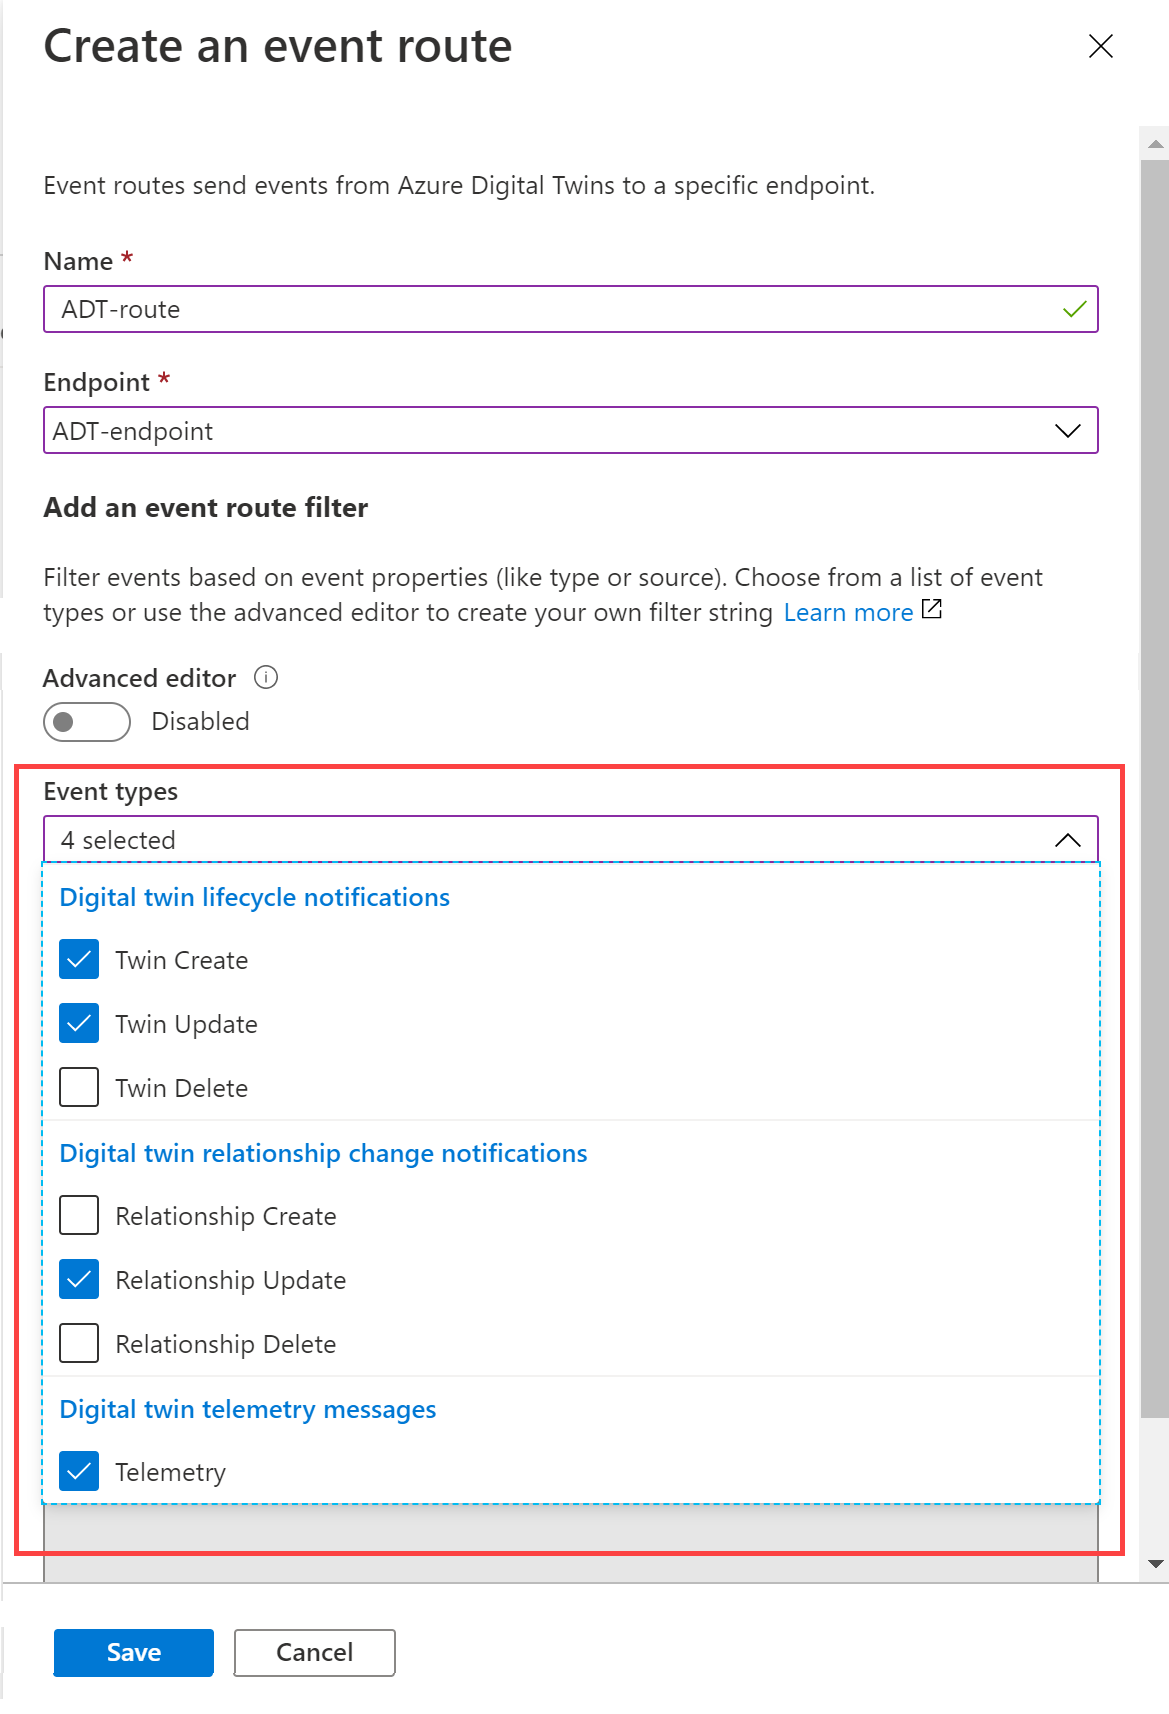 Create an event route
Event routes send events from Azure Digital Twins to a specific endpoint.
Name *
ADT-route
Endpoint *
ADT-endpoint
Add an event route filter
Filter events based on event properties (like type or source). Choose from a list of event
types or use the advanced editor to create your own filter string Learn more
Advanced editor
Disabled
Event types
4 selected
Digital twin lifecycle notifications
Twin Create
Twin Update
Twin Delete
Digital twin relationship change notifications
Relationship Create
Relationship Update
Relationship Delete
Digital twin telemetry messages
Telemetry
Save Cancel